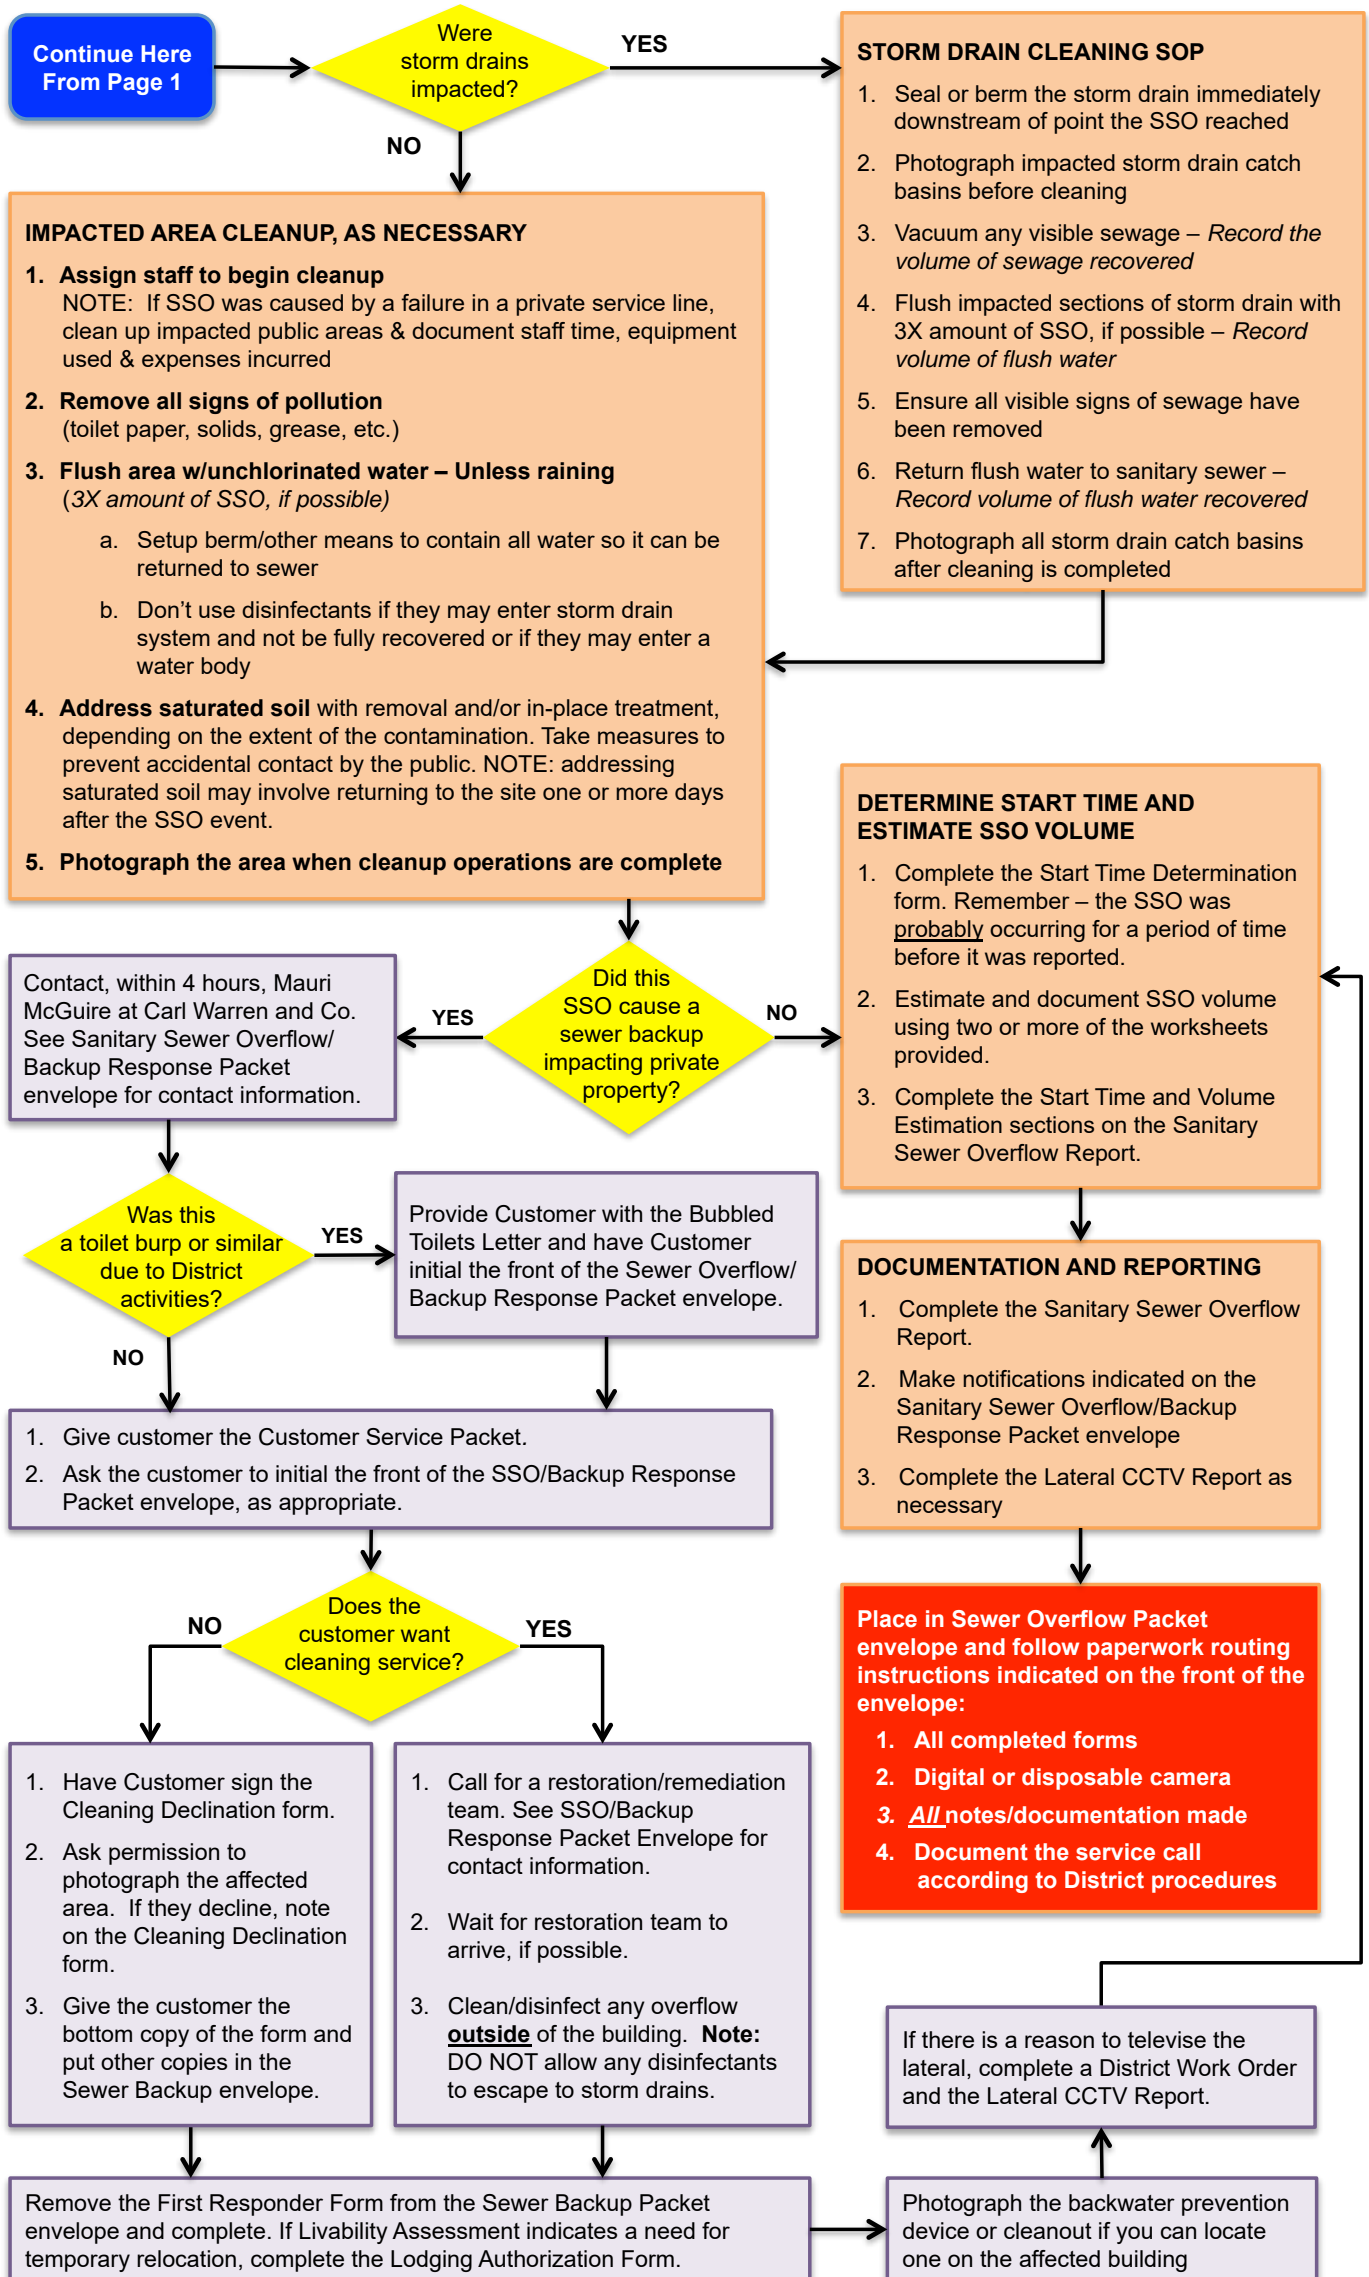 Continue Here
From Page 1
Were
storm drains
impacted?
YES
NO
STORM DRAIN CLEANING SOP
1. Seal or berm the storm drain immediately
downstream of point the SSO reached
2. Photograph impacted storm drain catch
basins before cleaning
3. Vacuum any visible sewage – Record the
volume of sewage recovered
4. Flush impacted sections of storm drain with
3X amount of SSO, if possible – Record
volume of flush water
5. Ensure all visible signs of sewage have
been removed
6. Return flush water to sanitary sewer –
Record volume of flush water recovered
7. Photograph all storm drain catch basins
after cleaning is completed
IMPACTED AREA CLEANUP, AS NECESSARY
1. Assign staff to begin cleanup
NOTE: If SSO was caused by a failure in a private service line,
clean up impacted public areas & document staff time, equipment
used & expenses incurred
2. Remove all signs of pollution
(toilet paper, solids, grease, etc.)
3. Flush area w/unchlorinated water – Unless raining
(3X amount of SSO, if possible)
a. Setup berm/other means to contain all water so it can be
returned to sewer
b. Don't use disinfectants if they may enter storm drain
system and not be fully recovered or if they may enter a
water body
4. Address saturated soil with removal and/or in-place treatment,
depending on the extent of the contamination. Take measures to
prevent accidental contact by the public. NOTE: addressing
saturated soil may involve returning to the site one or more days
after the SSO event.
5. Photograph the area when cleanup operations are complete
Did this
SSO cause a
sewer backup
impacting private
property?
YES
NO
Contact, within 4 hours, Mauri
McGuire at Carl Warren and Co.
See Sanitary Sewer Overflow/
Backup Response Packet
envelope for contact information.
DETERMINE START TIME AND
ESTIMATE SSO VOLUME
1. Complete the Start Time Determination
form. Remember – the SSO was
probably occurring for a period of time
before it was reported.
2. Estimate and document SSO volume
using two or more of the worksheets
provided.
3. Complete the Start Time and Volume
Estimation sections on the Sanitary
Sewer Overflow Report.
Was this
a toilet burp or similar
due to District
activities?
YES
NO
Provide Customer with the Bubbled
Toilets Letter and have Customer
initial the front of the Sewer Overflow/
Backup Response Packet envelope.
DOCUMENTATION AND REPORTING
1. Complete the Sanitary Sewer Overflow
Report.
2. Make notifications indicated on the
Sanitary Sewer Overflow/Backup
Response Packet envelope
3. Complete the Lateral CCTV Report as
necessary
1. Give customer the Customer Service Packet.
2. Ask the customer to initial the front of the SSO/Backup Response
Packet envelope, as appropriate.
Does the
customer want
cleaning service?
NO
YES
Place in Sewer Overflow Packet
envelope and follow paperwork routing
instructions indicated on the front of the
envelope:
1. All completed forms
2. Digital or disposable camera
3. All notes/documentation made
4. Document the service call
according to District procedures
1. Have Customer sign the
Cleaning Declination form.
2. Ask permission to
photograph the affected
area. If they decline, note
on the Cleaning Declination
form.
3. Give the customer the
bottom copy of the form and
put other copies in the
Sewer Backup envelope.
1. Call for a restoration/remediation
team. See SSO/Backup
Response Packet Envelope for
contact information.
2. Wait for restoration team to
arrive, if possible.
3. Clean/disinfect any overflow
outside of the building. Note:
DO NOT allow any disinfectants
to escape to storm drains.
If there is a reason to televise the
lateral, complete a District Work Order
and the Lateral CCTV Report.
Remove the First Responder Form from the Sewer Backup Packet
envelope and complete. If Livability Assessment indicates a need for
temporary relocation, complete the Lodging Authorization Form.
Photograph the backwater prevention
device or cleanout if you can locate
one on the affected building